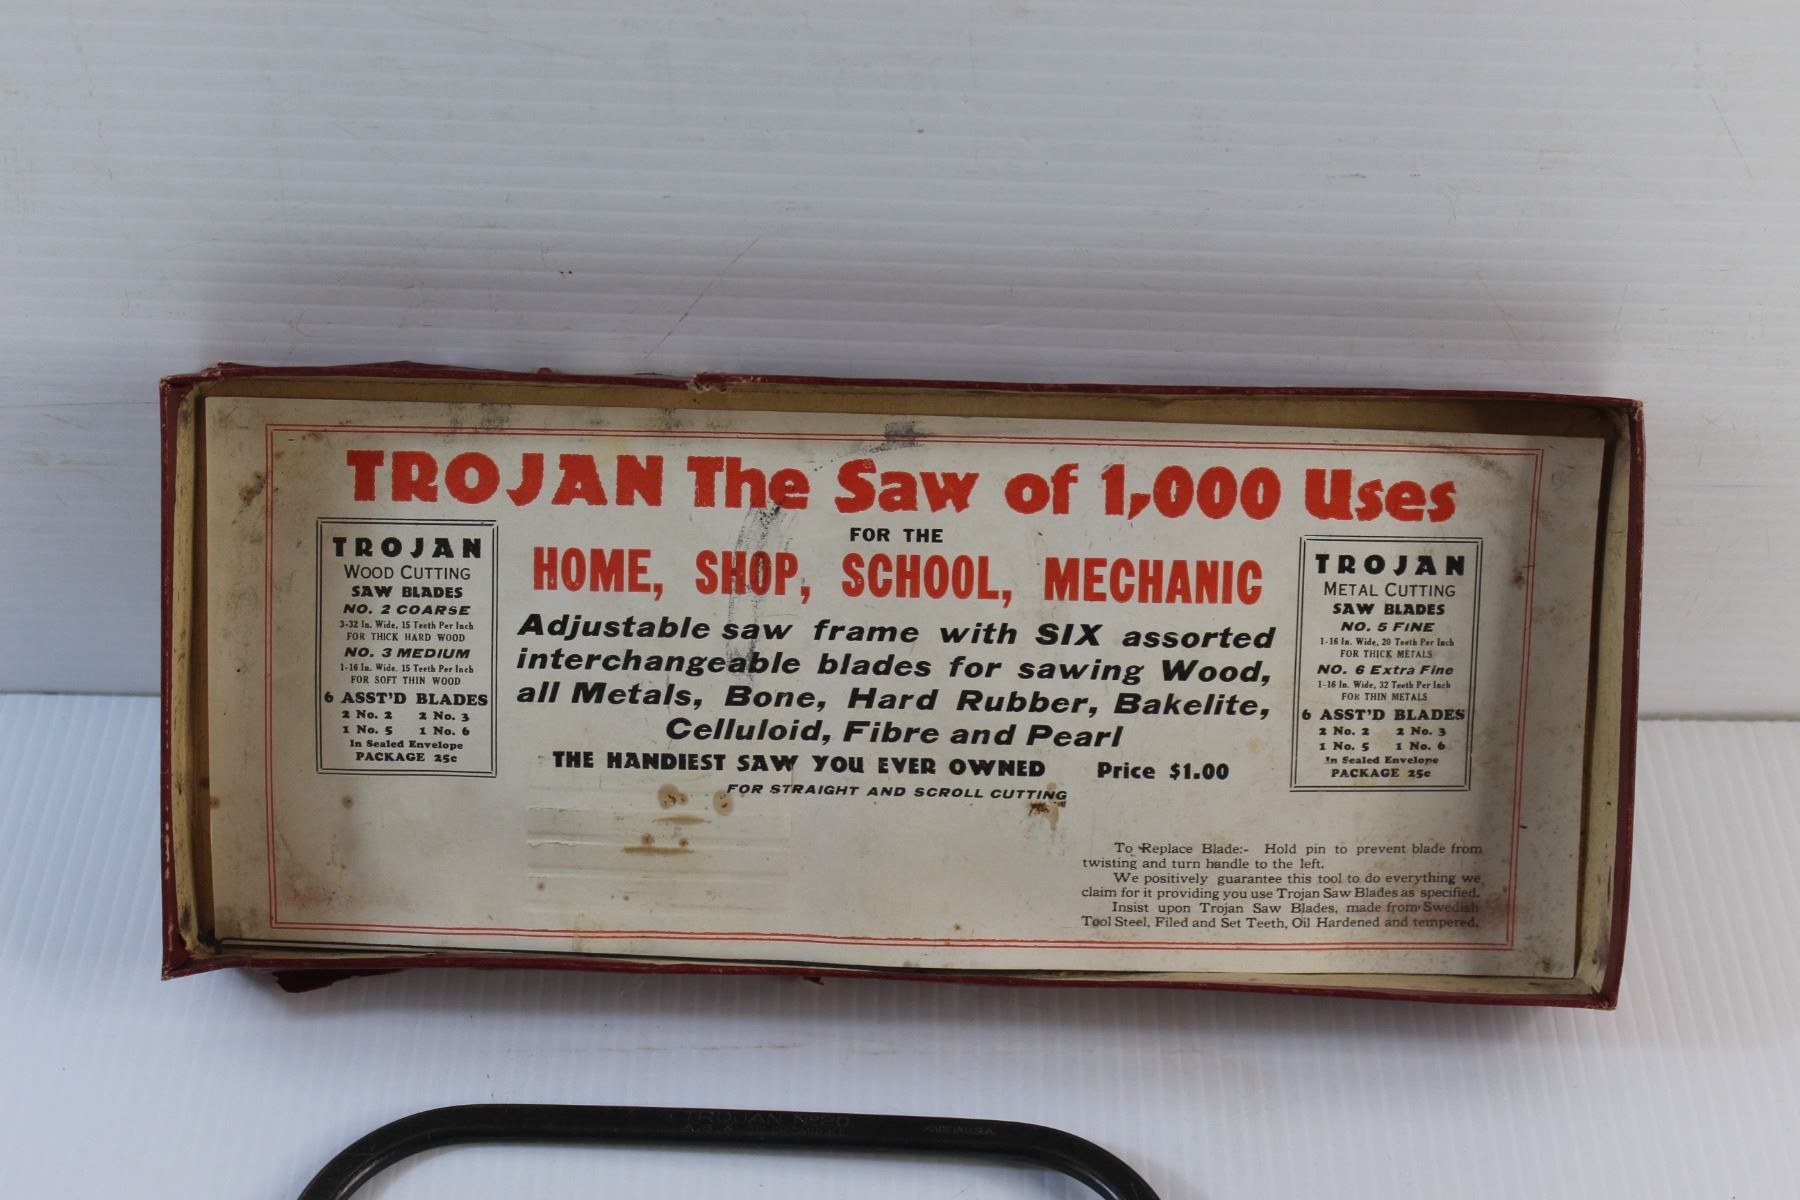 TROJAN The Saw of 1,000 Uses
FOR THE
HOME, SHOP, SCHOOL, MECHANIC
Adjustable saw frame with SIX assorted
interchangeable blades for sawing Wood,
all Metals, Bone, Hard Rubber, Bakelite,
Celluloid, Fibre and Pearl
THE HANDIEST SAW YOU EVER OWNED Price $1.00
FOR STRAIGHT AND SCROLL CUTTING
TROJAN
WOOD CUTTING
SAW BLADES
NO. 2 COARSE
3-32 In. Wide, 15 Teeth Per Inch
FOR THICK HARD WOOD
NO. 3 MEDIUM
1-16 In. Wide, 15 Teeth Per Inch
FOR SOFT THIN WOOD
6 ASST'D BLADES
2 No. 2 2 No. 3
1 No. 5 1 No. 6
In Sealed Envelope
PACKAGE 25c
TROJAN
METAL CUTTING
SAW BLADES
NO. 5 FINE
1-16 In. Wide, 20 Teeth Per Inch
FOR THICK METALS
NO. 6 Extra Fine
1-16 In. Wide, 32 Teeth Per Inch
FOR THIN METALS
6 ASST'D BLADES
2 No. 2 2 No. 3
1 No. 5 1 No. 6
In Sealed Envelope
PACKAGE 25c
To Replace Blade:- Hold pin to prevent blade from
twisting and turn handle to the left.
We positively guarantee this tool to do everything we
claim for it providing you use Trojan Saw Blades as specified.
Insist upon Trojan Saw Blades, made from Swedish
Tool Steel, Filed and Set Teeth, Oil Hardened and tempered.
TROJAN No 20
MADE IN U.S.A.